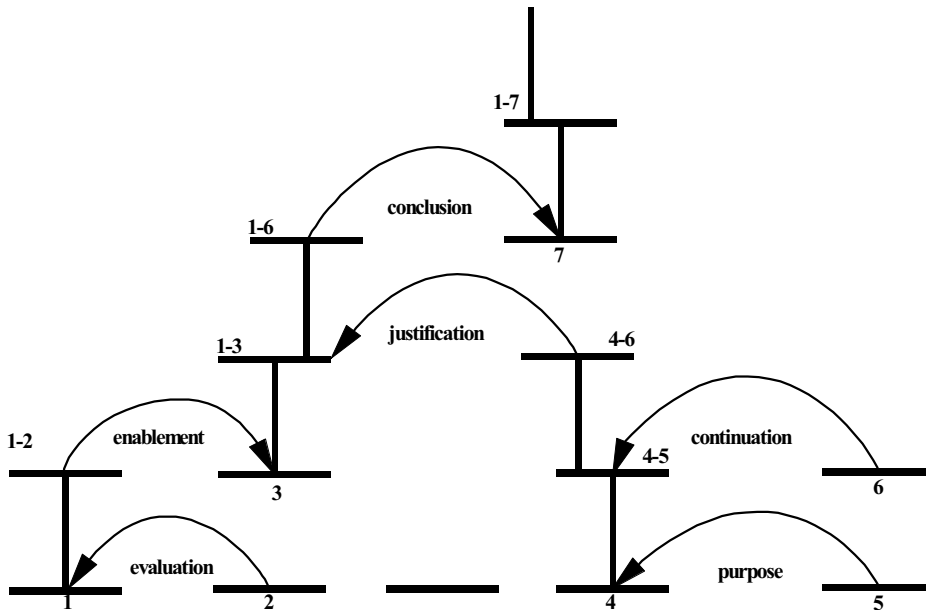 1-7
conclusion
1-6
7
justification
1-3
4-6
1-2
enablement
continuation
4-5
3
6
evaluation
purpose
1
2
4
5